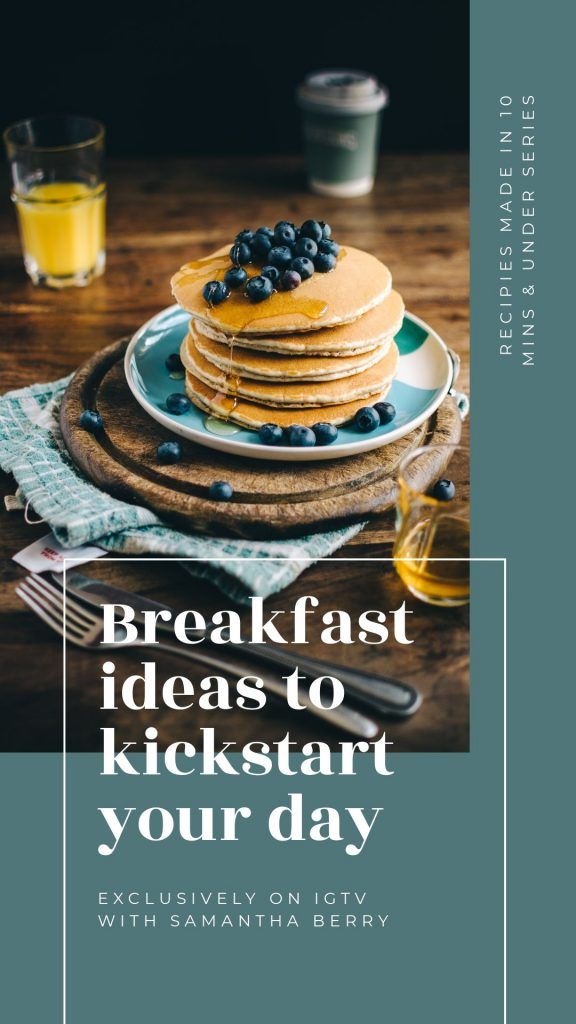 RECIPIES MADE IN 10
MINS & UNDER SERIES
Breakfast
ideas to
kickstart
your day
EXCLUSIVELY ON IGTV
WITH SAMANTHA BERRY